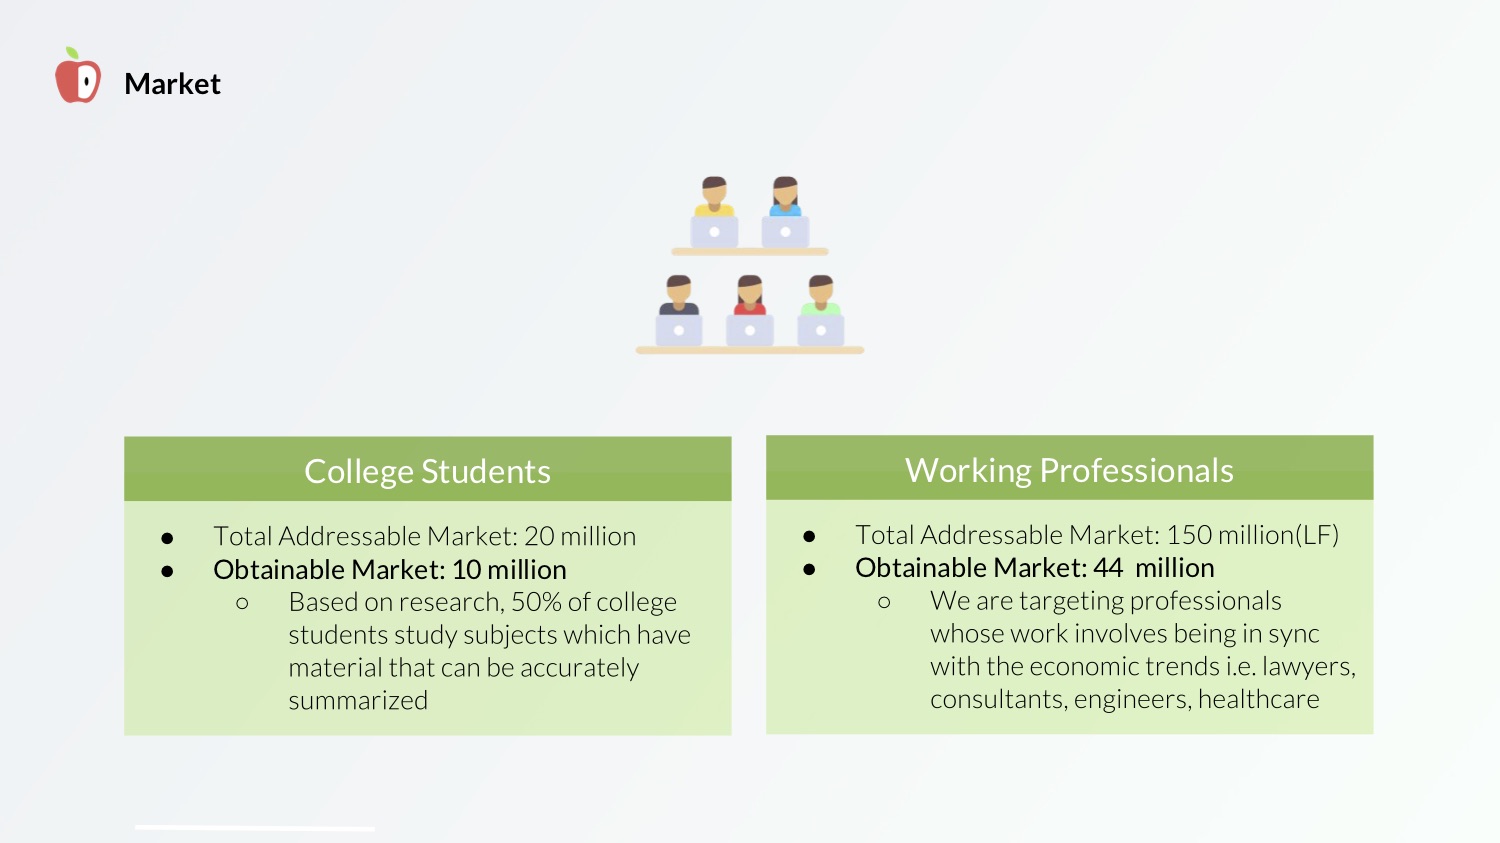 Market
College Students
● Total Addressable Market: 20 million
● Obtainable Market: 10 million
○ Based on research, 50% of college
students study subjects which have
material that can be accurately
summarized
Working Professionals
● Total Addressable Market: 150 million(LF)
● Obtainable Market: 44  million
○ We are targeting professionals
whose work involves being in sync
with the economic trends i.e. lawyers,
consultants, engineers, healthcare